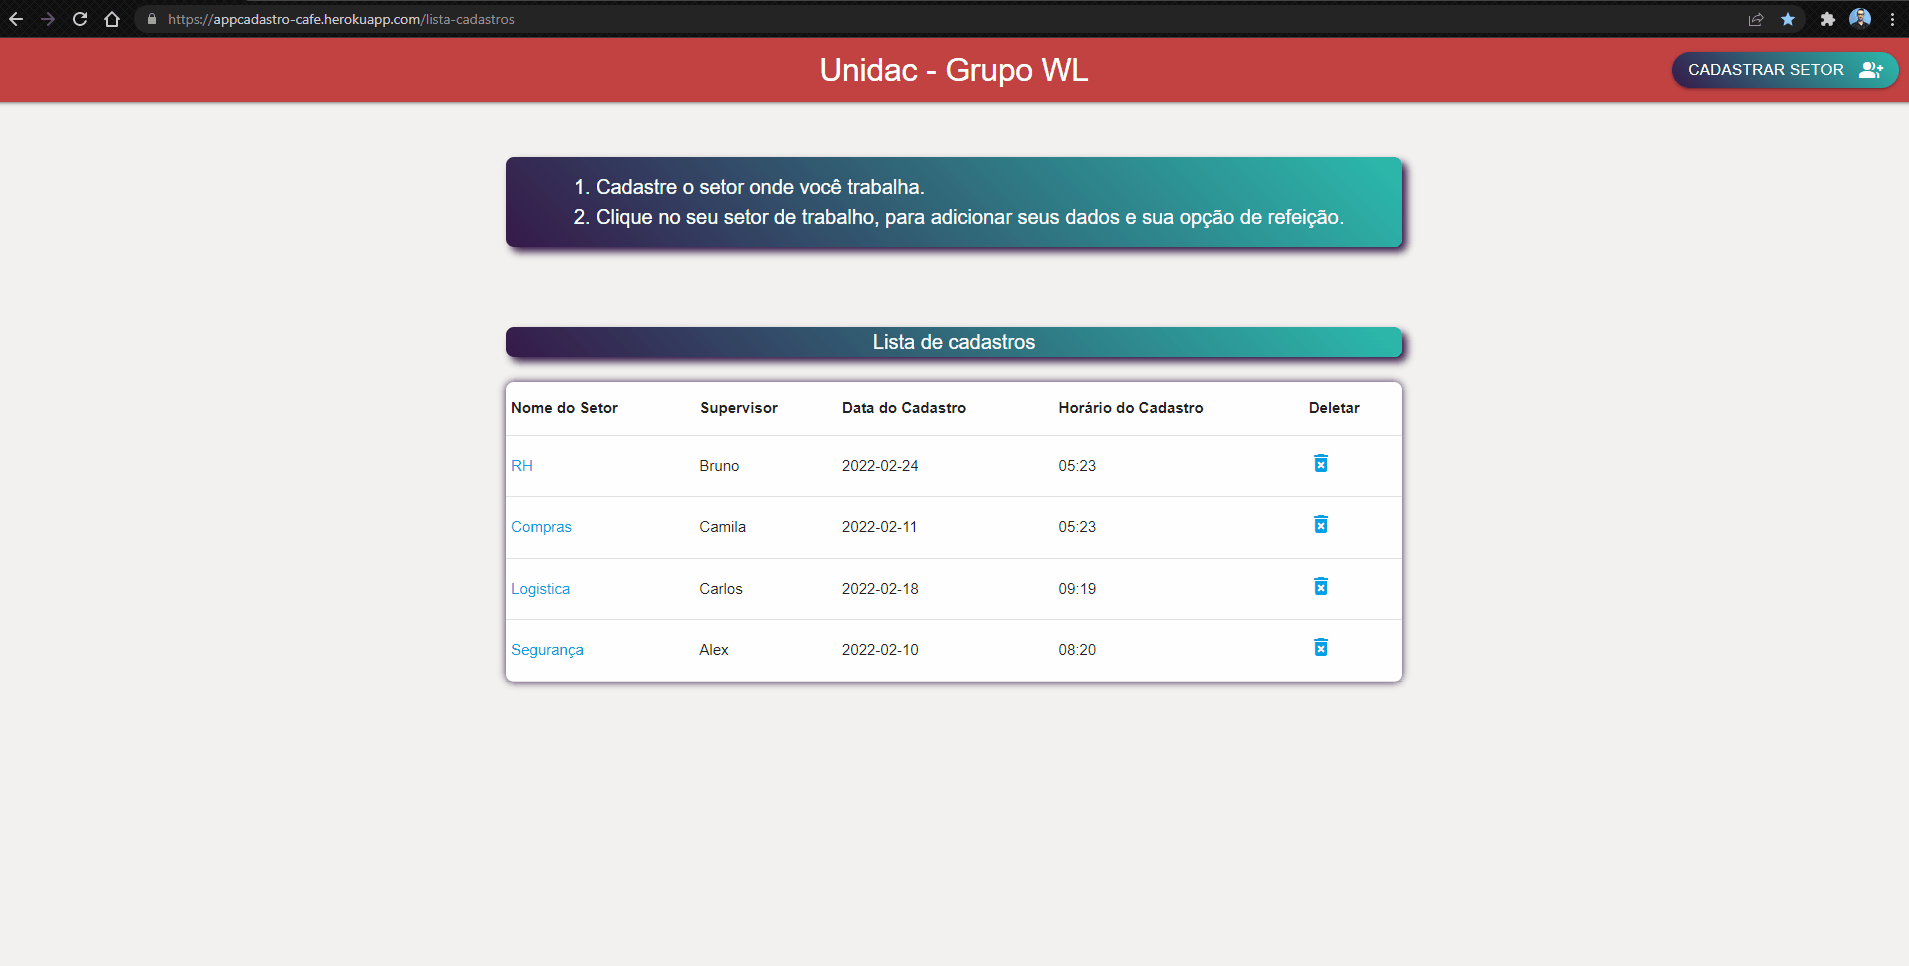 https://appcadastro-cafe.herokuapp.com/lista-cadastros
Unidac - Grupo WL
CADASTRAR SETOR
1. Cadastre o setor onde você trabalha.
2. Clique no seu setor de trabalho, para adicionar seus dados e sua opção de refeição.
Lista de cadastros
Nome do Setor Supervisor Data do Cadastro Horário do Cadastro Deletar
RH Bruno 2022-02-24 05:23
Compras Camila 2022-02-11 05:23
Logistica Carlos 2022-02-18 09:19
Segurança Alex 2022-02-10 08:20